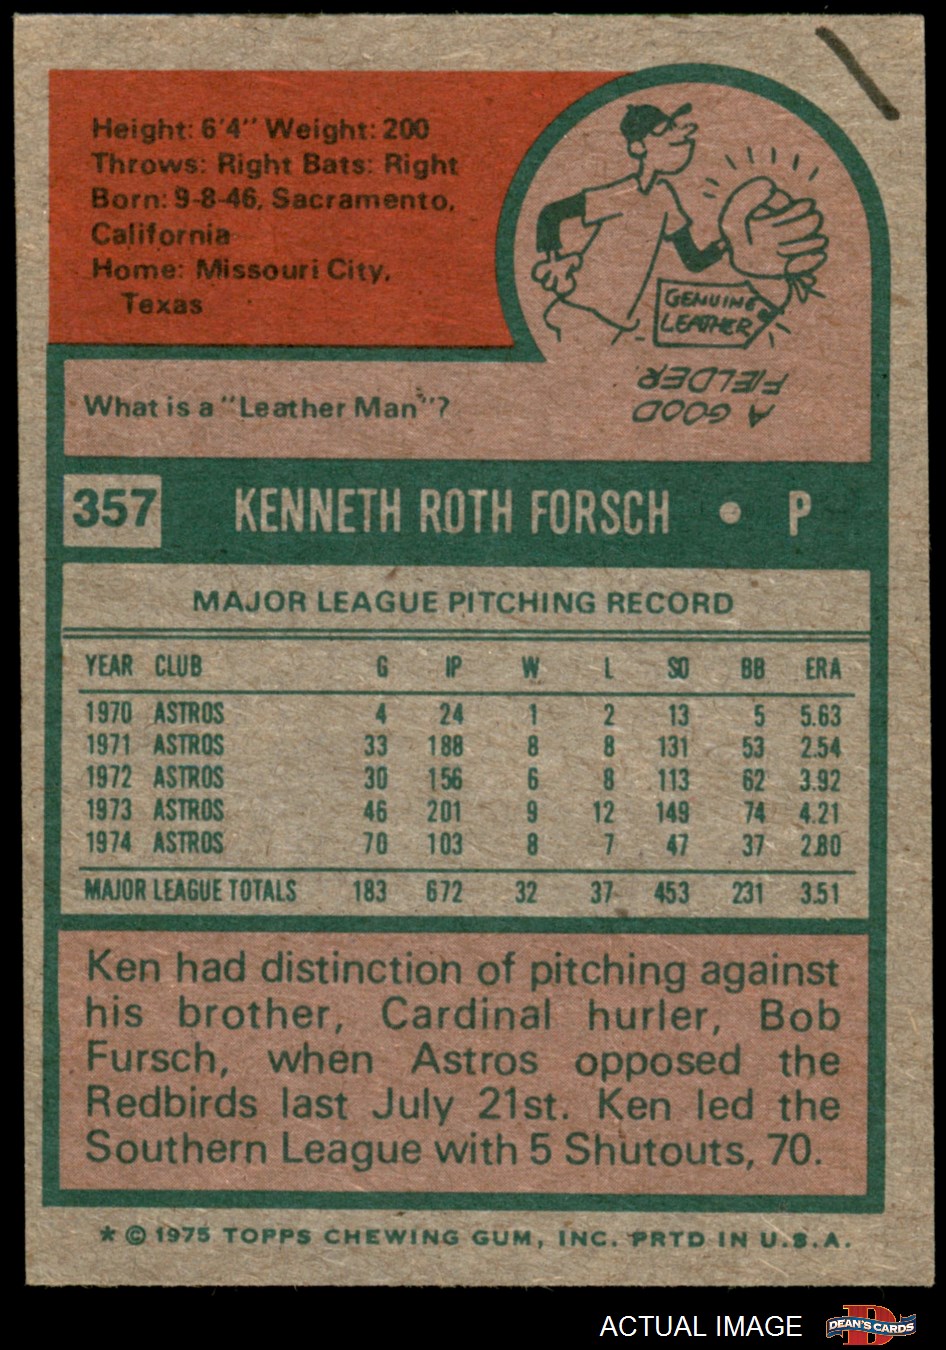 Height: 6'4" Weight: 200
Throws: Right Bats: Right
Born: 9-8-46, Sacramento,
California
Home: Missouri City,
Texas
GENUINE
LEATHER
What is a "Leather Man"?
A GOOD
FIELDER
357 KENNETH ROTH FORSCH • P
MAJOR LEAGUE PITCHING RECORD
YEAR CLUB G IP W L SO BB ERA
1970 ASTROS 4 24 1 2 13 5 5.63
1971 ASTROS 33 188 8 8 131 53 2.54
1972 ASTROS 30 156 6 8 113 62 3.92
1973 ASTROS 46 201 9 12 149 74 4.21
1974 ASTROS 70 103 8 7 47 37 2.80
MAJOR LEAGUE TOTALS 183 672 32 37 453 231 3.51
Ken had distinction of pitching against
his brother, Cardinal hurler, Bob
Fursch, when Astros opposed the
Redbirds last July 21st. Ken led the
Southern League with 5 Shutouts, 70.
* © 1975 TOPPS CHEWING GUM, INC. PRTD IN U.S.A.
ACTUAL IMAGE
D
DEAN'S CARDS